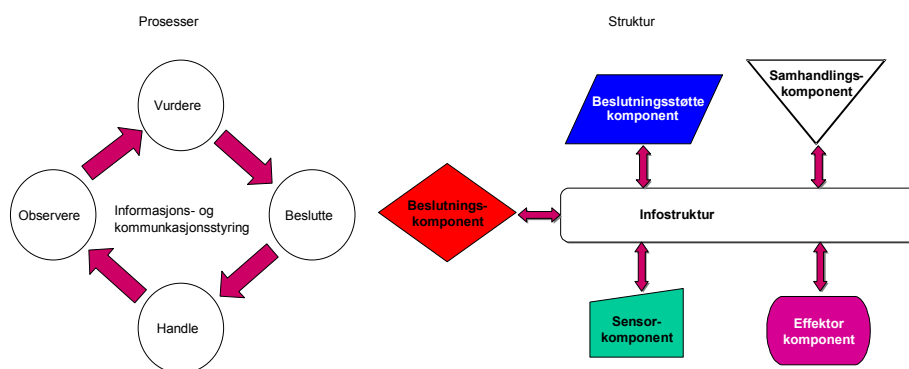 Prosesser
Vurdere
Observere
Informasjons- og
kommunkasjonsstyring
Beslutte
Handle
Struktur
Beslutningsstøtte
komponent
Samhandlings-
komponent
Beslutnings-
komponent
Infostruktur
Sensor-
komponent
Effektor
komponent